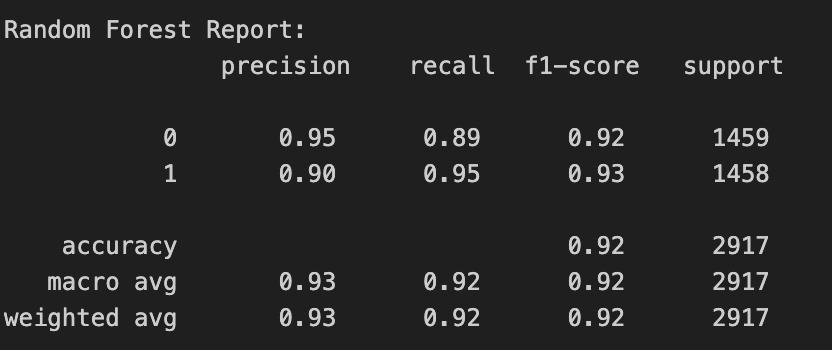 Random Forest Report:
precision recall f1-score support
0 0.95 0.89 0.92 1459
1 0.90 0.95 0.93 1458
accuracy 0.92 2917
macro avg 0.93 0.92 0.92 2917
weighted avg 0.93 0.92 0.92 2917